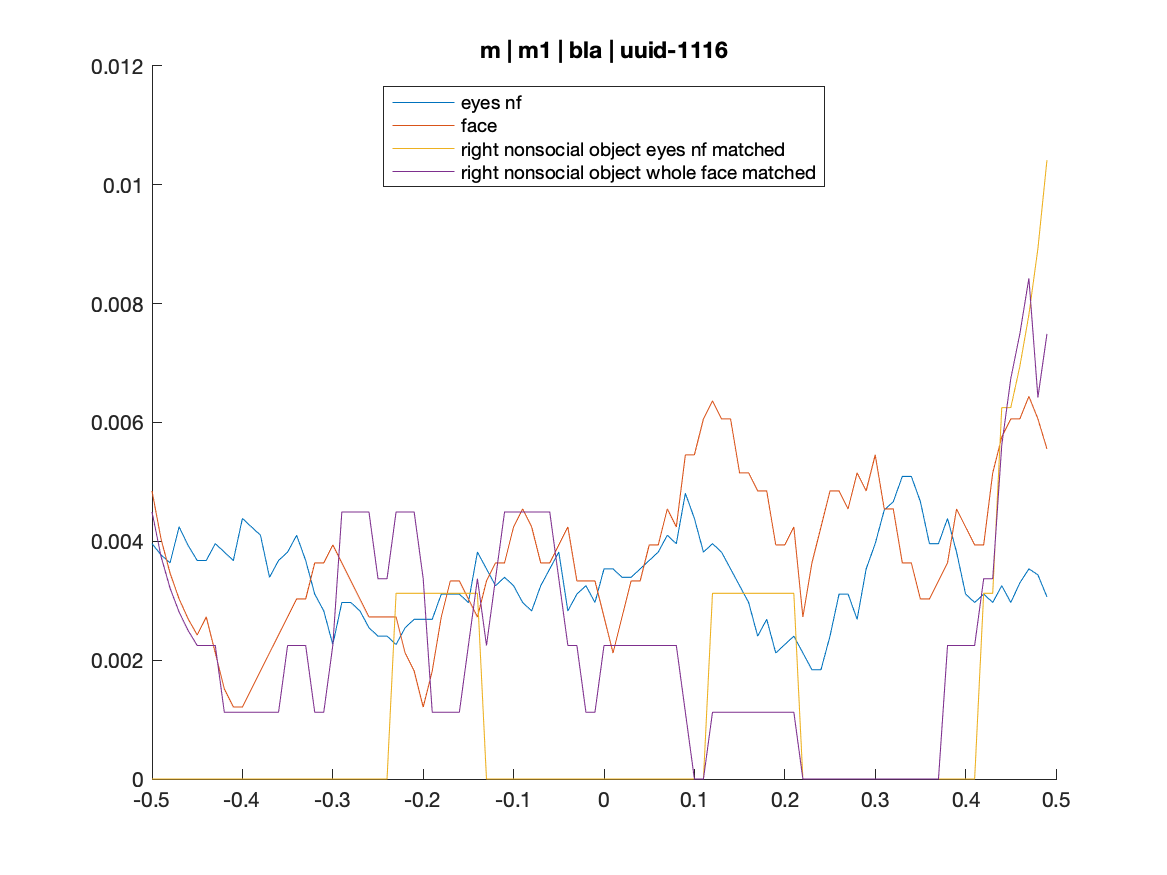 m | m1 | bla | uuid-1116
eyes nf
face
right nonsocial object eyes nf matched
right nonsocial object whole face matched
0.012
0.01
0.008
0.006
0.004
0.002
0
-0.5 -0.4 -0.3 -0.2 -0.1 0 0.1 0.2 0.3 0.4 0.5